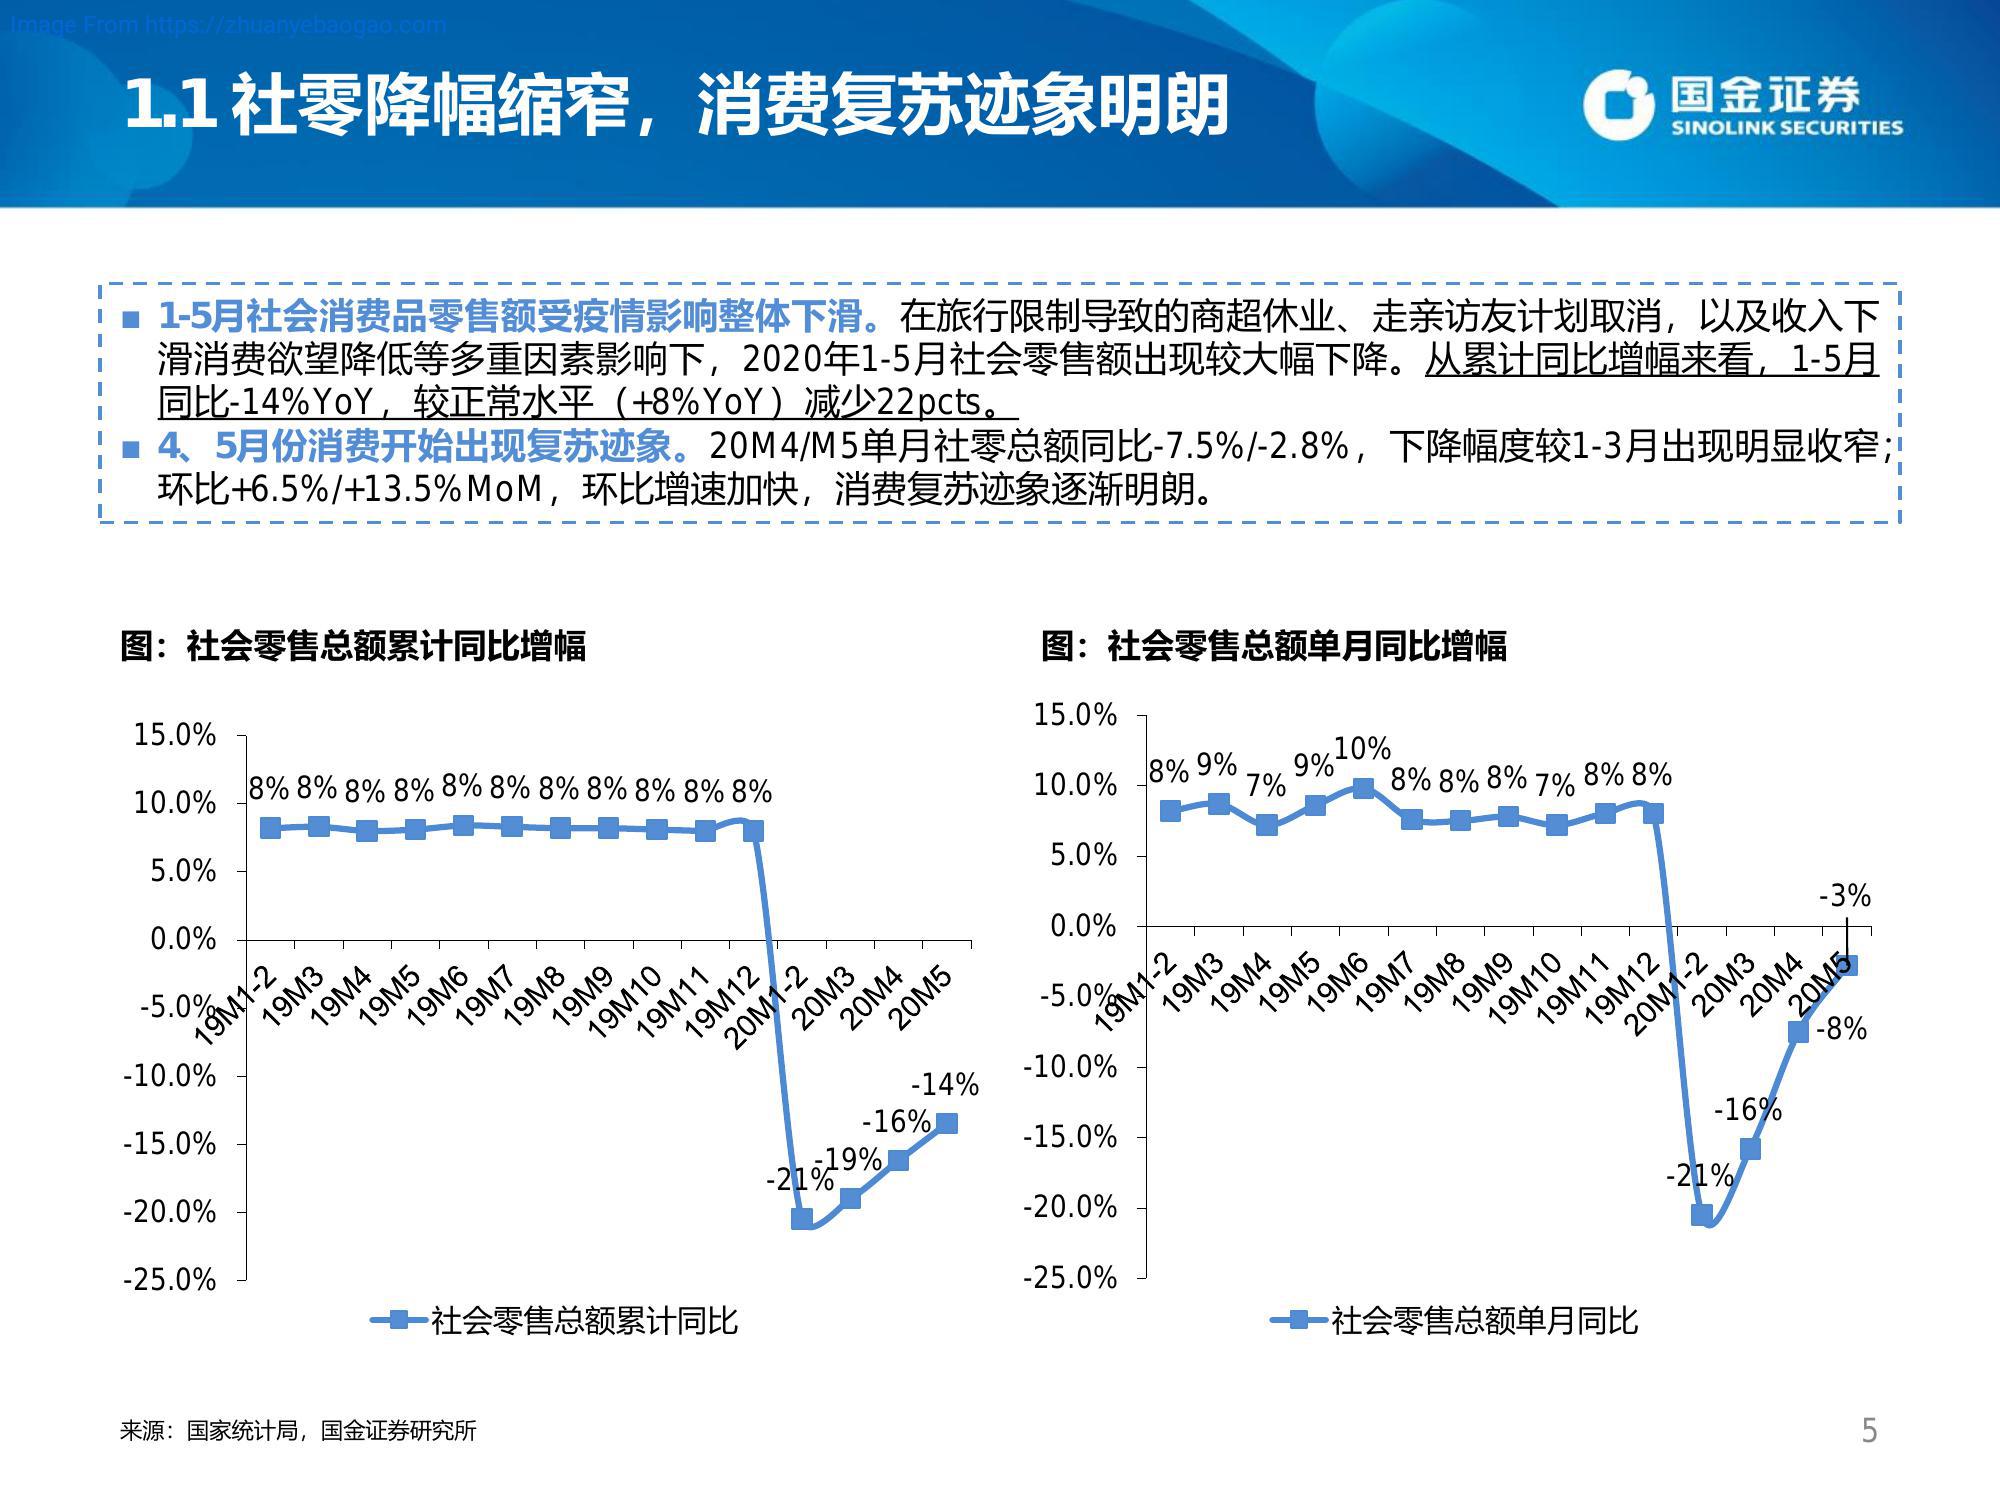 Image From https://zhuanyebaogao.com
1.1 社零降幅缩窄，消费复苏迹象明朗
国金证券
SINOLINK SECURITIES
■ 1-5月社会消费品零售额受疫情影响整体下滑。在旅行限制导致的商超休业、走亲访友计划取消，以及收入下
滑消费欲望降低等多重因素影响下，2020年1-5月社会零售额出现较大幅下降。从累计同比增幅来看，1-5月
同比-14%YoY，较正常水平（+8%YoY）减少22pcts。
■ 4、5月份消费开始出现复苏迹象。20M4/M5单月社零总额同比-7.5%/-2.8%，下降幅度较1-3月出现明显收窄；
环比+6.5%/+13.5%MoM，环比增速加快，消费复苏迹象逐渐明朗。
图：社会零售总额累计同比增幅
15.0%
10.0%
5.0%
0.0%
-5.0%
-10.0%
-15.0%
-20.0%
-25.0%
8% 8% 8% 8% 8% 8% 8% 8% 8% 8% 8%
-21%
-19%
-16%
-14%
19M1-2 19M3 19M4 19M5 19M6 19M7 19M8 19M9 19M10 19M11 19M12 20M1-2 20M3 20M4 20M5
社会零售总额累计同比
图：社会零售总额单月同比增幅
15.0%
10.0%
5.0%
0.0%
-5.0%
-10.0%
-15.0%
-20.0%
-25.0%
8% 9% 7% 9% 10% 8% 8% 8% 7% 8% 8%
-21%
-16%
-8%
-3%
19M1-2 19M3 19M4 19M5 19M6 19M7 19M8 19M9 19M10 19M11 19M12 20M1-2 20M3 20M4 20M5
社会零售总额单月同比
来源：国家统计局，国金证券研究所
5